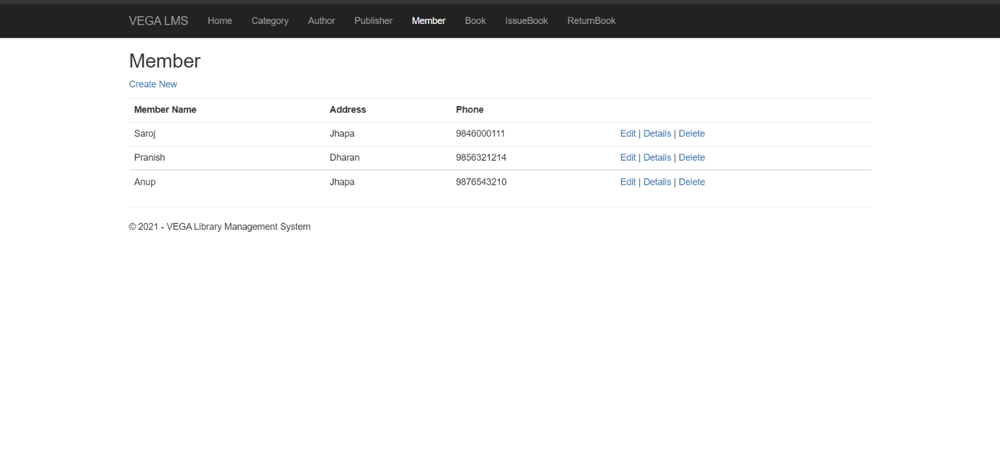 VEGA LMS Home Category Author Publisher Member Book IssueBook ReturnBook
Member
Create New
Member Name Address Phone
Saroj Jhapa 9846000111 Edit | Details | Delete
Pranish Dharan 9856321214 Edit | Details | Delete
Anup Jhapa 9876543210 Edit | Details | Delete
© 2021 - VEGA Library Management System